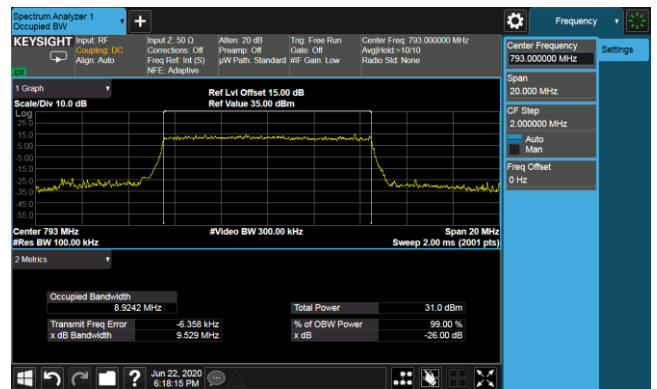 Spectrum Analyzer 1
Occupied BW
Frequency
KEYSIGHT
Input: RF
Coupling: DC
Align: Auto
Input Z: 50 Ω
Corrections: Off
Freq Ref: Int (S)
NFE: Adaptive
Atten: 20 dB
Preamp: Off
µW Path: Standard
Trig: Free Run
Gate: Off
#IF Gain: Low
Center Freq: 793.000000 MHz
Avg|Hold:>10/10
Radio Std: None
Center Frequency
793.000000 MHz
Settings
Span
20.000 MHz
CF Step
2.000000 MHz
Auto
Man
Freq Offset
0 Hz
1 Graph
Scale/Div 10.0 dB
Ref Lvl Offset 15.00 dB
Ref Value 35.00 dBm
Log
25.0
15.0
5.00
-5.00
-15.0
-25.0
-35.0
-45.0
-55.0
Center 793 MHz
#Res BW 100.00 kHz
#Video BW 300.00 kHz
Span 20 MHz
Sweep 2.00 ms (2001 pts)
2 Metrics
Occupied Bandwidth
8.9242 MHz
Total Power 31.0 dBm
Transmit Freq Error -6.358 kHz
% of OBW Power 99.00 %
x dB Bandwidth 9.529 MHz
x dB -26.00 dB
?
Jun 22, 2020
6:18:15 PM